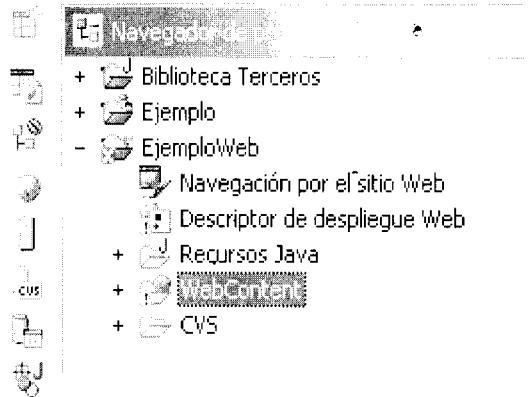 Navegador de
Biblioteca Terceros
Ejemplo
EjemploWeb
Navegación por el sitio Web
Descriptor de despliegue Web
Recursos Java
WebContent
CVS
cvs